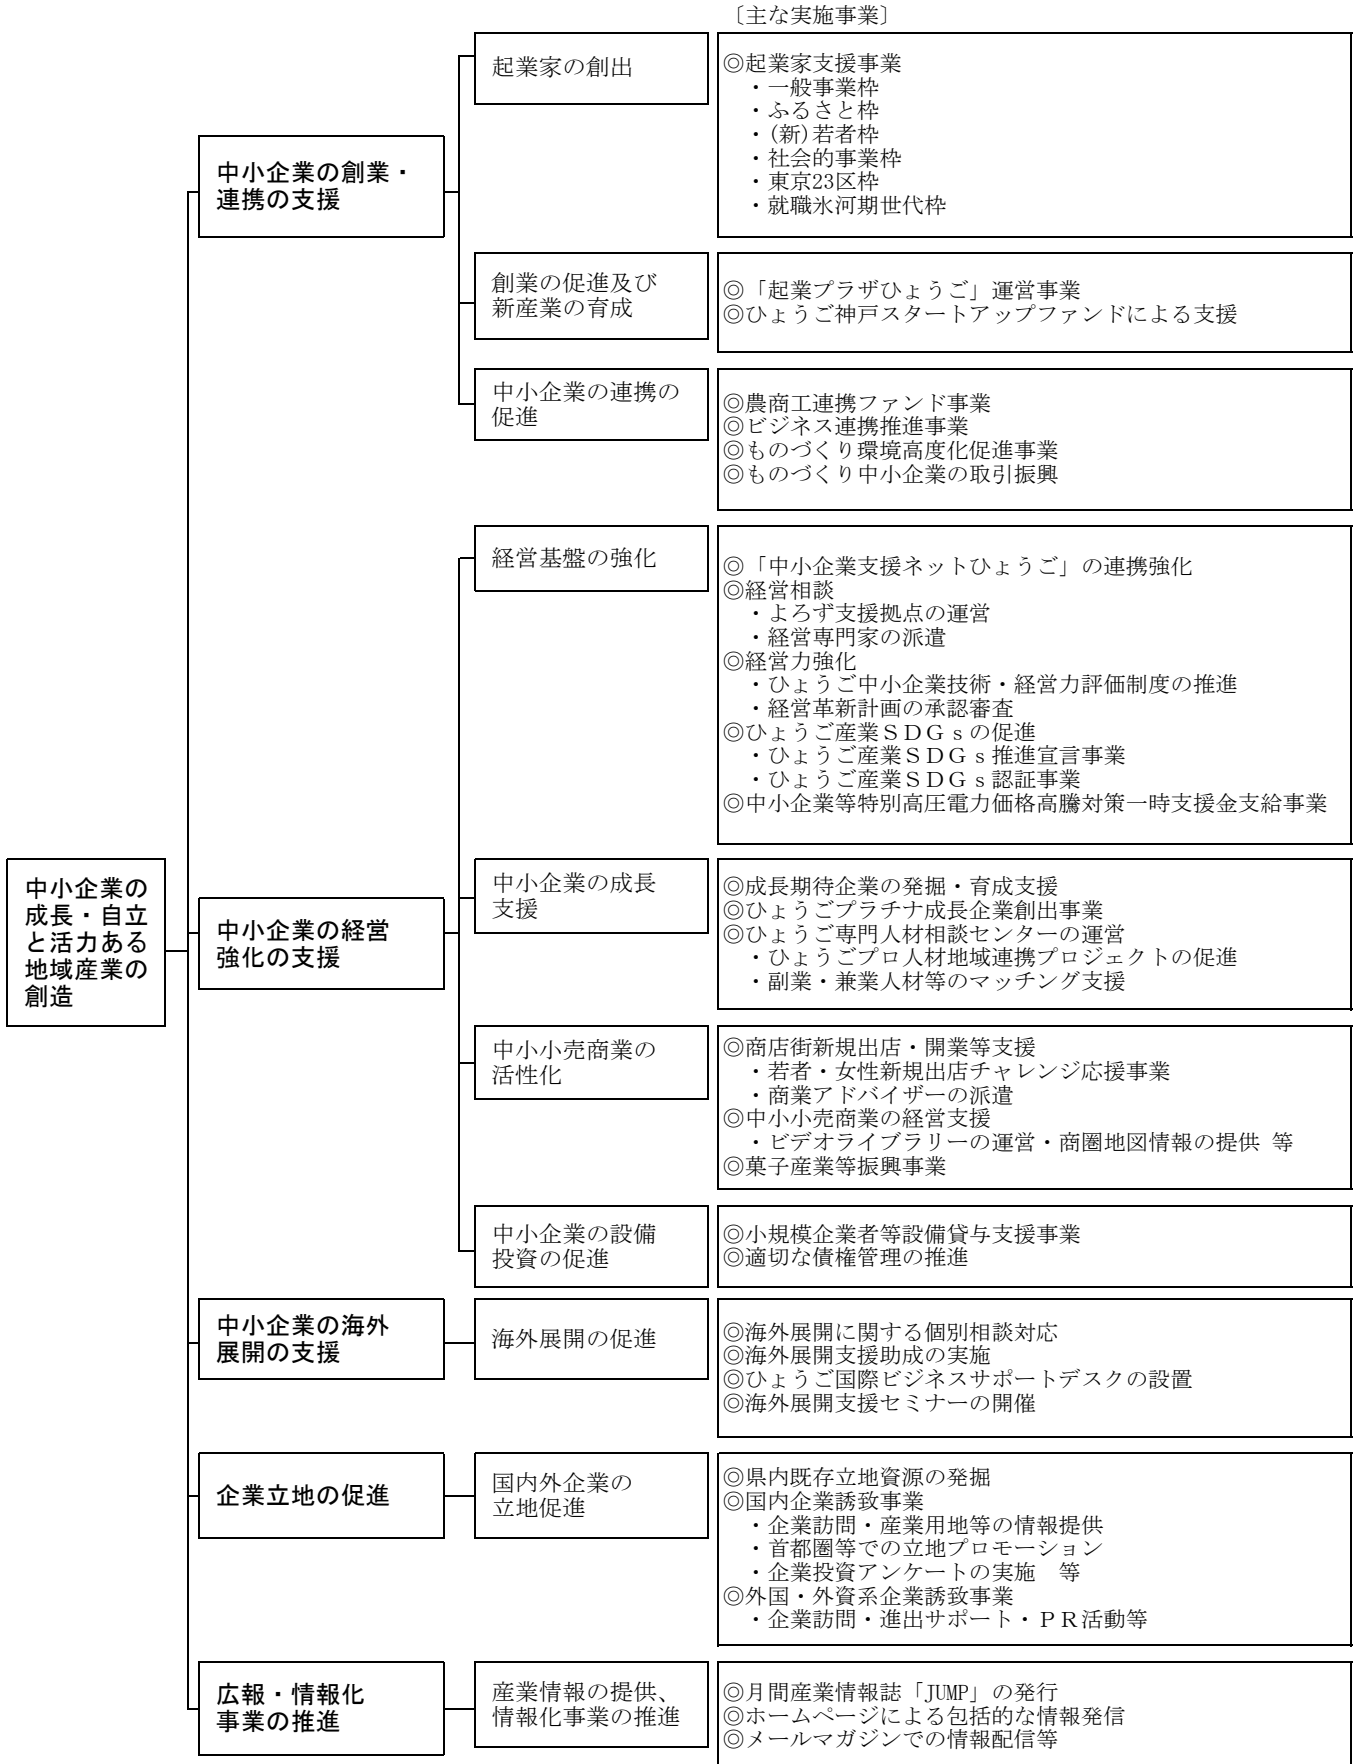 〔主な実施事業〕
中小企業の
成長・自立
と活力ある
地域産業の
創造
中小企業の創業・
連携の支援
起業家の創出
◎起業家支援事業
・一般事業枠
・ふるさと枠
・(新)若者枠
・社会的事業枠
・東京23区枠
・就職氷河期世代枠
創業の促進及び
新産業の育成
◎「起業プラザひょうご」運営事業
◎ひょうご神戸スタートアップファンドによる支援
中小企業の連携の
促進
◎農商工連携ファンド事業
◎ビジネス連携推進事業
◎ものづくり環境高度化促進事業
◎ものづくり中小企業の取引振興
中小企業の経営
強化の支援
経営基盤の強化
◎「中小企業支援ネットひょうご」の連携強化
◎経営相談
・よろず支援拠点の運営
・経営専門家の派遣
◎経営力強化
・ひょうご中小企業技術・経営力評価制度の推進
・経営革新計画の承認審査
◎ひょうご産業ＳＤＧｓの促進
・ひょうご産業ＳＤＧｓ推進宣言事業
・ひょうご産業ＳＤＧｓ認証事業
◎中小企業等特別高圧電力価格高騰対策一時支援金支給事業
中小企業の成長
支援
◎成長期待企業の発掘・育成支援
◎ひょうごプラチナ成長企業創出事業
◎ひょうご専門人材相談センターの運営
・ひょうごプロ人材地域連携プロジェクトの促進
・副業・兼業人材等のマッチング支援
中小小売商業の
活性化
◎商店街新規出店・開業等支援
・若者・女性新規出店チャレンジ応援事業
・商業アドバイザーの派遣
◎中小小売商業の経営支援
・ビデオライブラリーの運営・商圏地図情報の提供 等
◎菓子産業等振興事業
中小企業の設備
投資の促進
◎小規模企業者等設備貸与支援事業
◎適切な債権管理の推進
中小企業の海外
展開の支援
海外展開の促進
◎海外展開に関する個別相談対応
◎海外展開支援助成の実施
◎ひょうご国際ビジネスサポートデスクの設置
◎海外展開支援セミナーの開催
企業立地の促進
国内外企業の
立地促進
◎県内既存立地資源の発掘
◎国内企業誘致事業
・企業訪問・産業用地等の情報提供
・首都圏等での立地プロモーション
・企業投資アンケートの実施　等
◎外国・外資系企業誘致事業
・企業訪問・進出サポート・ＰＲ活動等
広報・情報化
事業の推進
産業情報の提供、
情報化事業の推進
◎月間産業情報誌「JUMP」の発行
◎ホームページによる包括的な情報発信
◎メールマガジンでの情報配信等